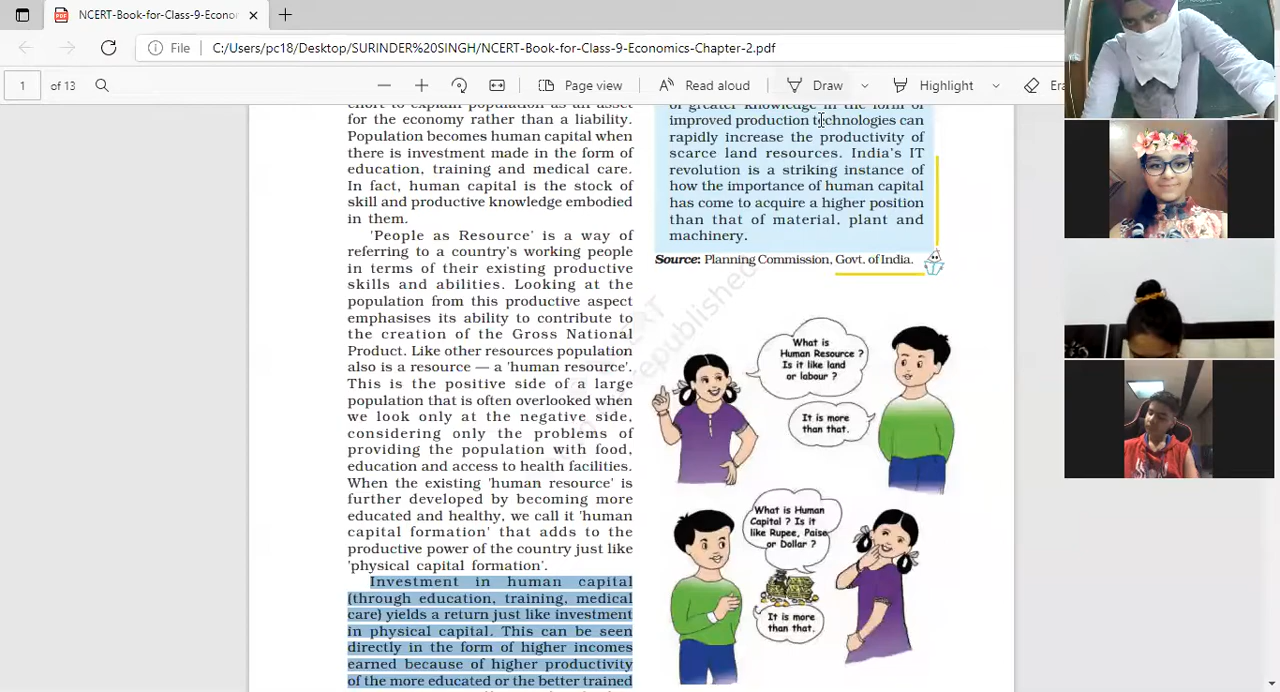 NCERT-Book-for-Class-9-Econo
File
C:/Users/pc18/Desktop/SURINDER%20SINGH/NCERT-Book-for-Class-9-Economics-Chapter-2.pdf
1 of 13
Page view
Read aloud
Draw
Highlight
Era
effort to explain population as an asset
for the economy rather than a liability.
Population becomes human capital when
there is investment made in the form of
education, training and medical care.
In fact, human capital is the stock of
skill and productive knowledge embodied
in them.
'People as Resource' is a way of
referring to a country's working people
in terms of their existing productive
skills and abilities. Looking at the
population from this productive aspect
emphasises its ability to contribute to
the creation of the Gross National
Product. Like other resources population
also is a resource — a 'human resource'.
This is the positive side of a large
population that is often overlooked when
we look only at the negative side,
considering only the problems of
providing the population with food,
education and access to health facilities.
When the existing 'human resource' is
further developed by becoming more
educated and healthy, we call it 'human
capital formation' that adds to the
productive power of the country just like
'physical capital formation'.
Investment in human capital
(through education, training, medical
care) yields a return just like investment
in physical capital. This can be seen
directly in the form of higher incomes
earned because of higher productivity
of the more educated or the better trained
of greater knowledge in the form of
improved production technologies can
rapidly increase the productivity of
scarce land resources. India's IT
revolution is a striking instance of
how the importance of human capital
has come to acquire a higher position
than that of material, plant and
machinery.
Source: Planning Commission, Govt. of India.
republished
What is
Human Resource ?
Is it like land
or labour ?
It is more
than that.
What is Human
Capital ? Is it
like Rupee, Paise
or Dollar ?
It is more
than that.